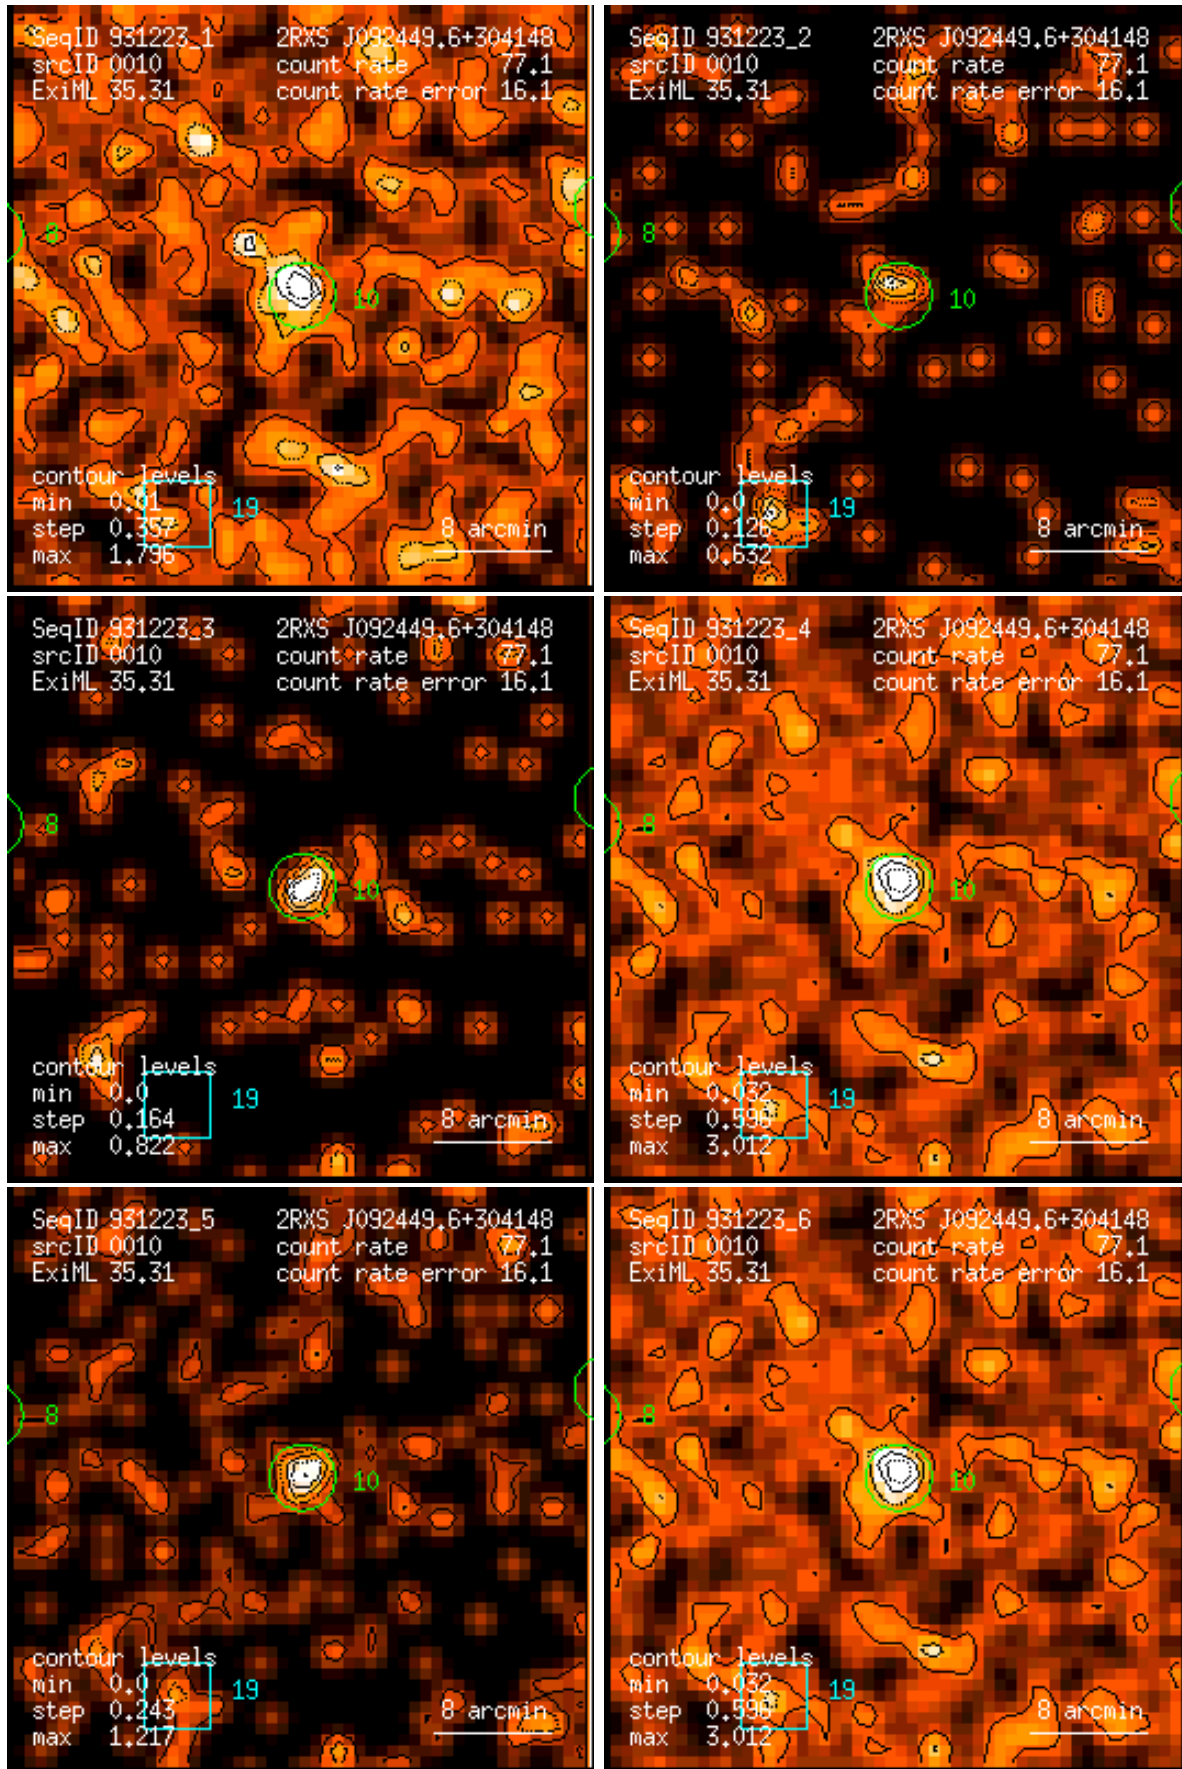 SeqID 931223_1 2RXS J092449.6+304148
srcID 0010 count rate 77.1
ExiML 35.31 count rate error 16.1
8
10
contour levels
min 0.01
step 0.357 19 8 arcmin
max 1.796
SeqID 931223_2 2RXS J092449.6+304148
srcID 0010 count rate 77.1
ExiML 35.31 count rate error 16.1
8
10
contour levels
min 0.0
step 0.126 19 8 arcmin
max 0.632
SeqID 931223_3 2RXS J092449.6+304148
srcID 0010 count rate 77.1
ExiML 35.31 count rate error 16.1
8
10
contour levels
min 0.0
step 0.164 19 8 arcmin
max 0.822
SeqID 931223_4 2RXS J092449.6+304148
srcID 0010 count rate 77.1
ExiML 35.31 count rate error 16.1
8
10
contour levels
min 0.032
step 0.596 19 8 arcmin
max 3.012
SeqID 931223_5 2RXS J092449.6+304148
srcID 0010 count rate 77.1
ExiML 35.31 count rate error 16.1
8
10
contour levels
min 0.0
step 0.243 19 8 arcmin
max 1.217
SeqID 931223_6 2RXS J092449.6+304148
srcID 0010 count rate 77.1
ExiML 35.31 count rate error 16.1
8
10
contour levels
min 0.032
step 0.596 19 8 arcmin
max 3.012